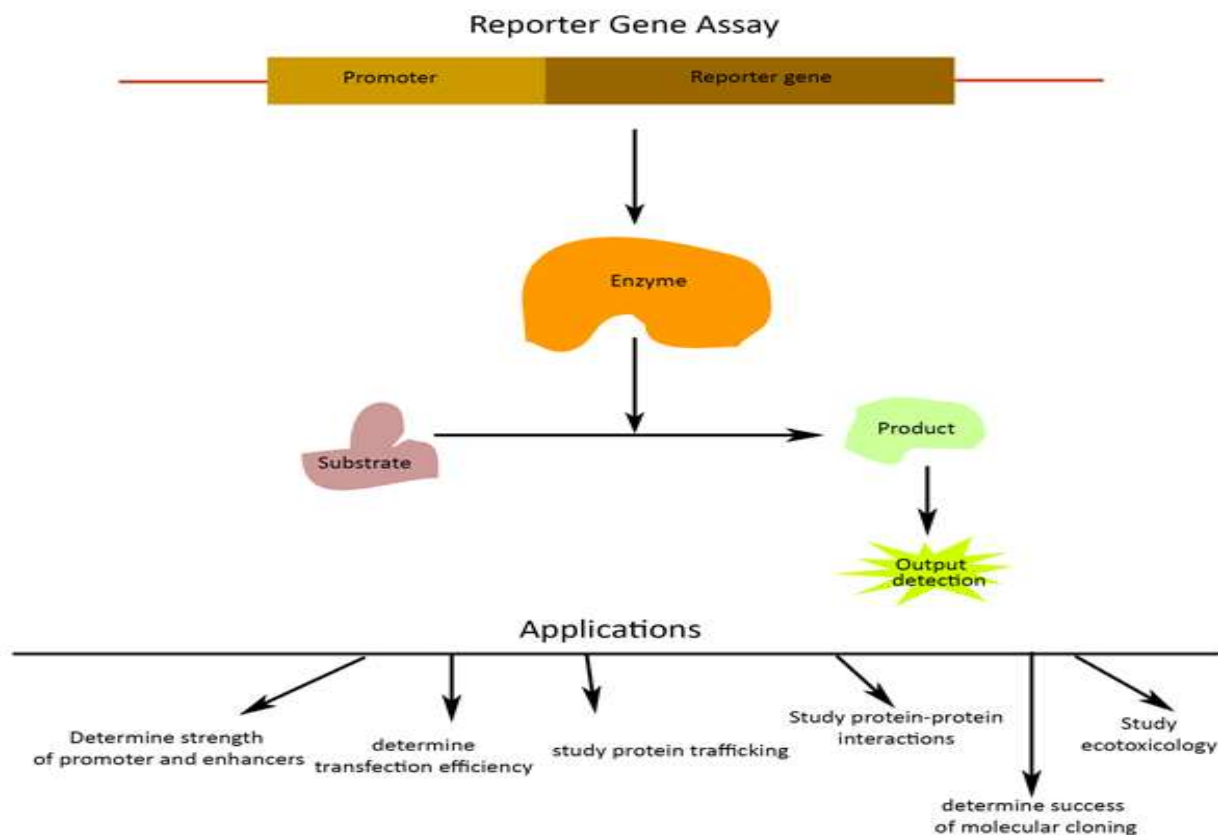 Reporter Gene Assay
Promoter
Reporter gene
Enzyme
Substrate
Product
Output
detection
Applications
Determine strength
of promoter and enhancers
determine
transfection efficiency
study protein trafficking
Study protein-protein
interactions
determine success
of molecular cloning
Study
ecotoxicology